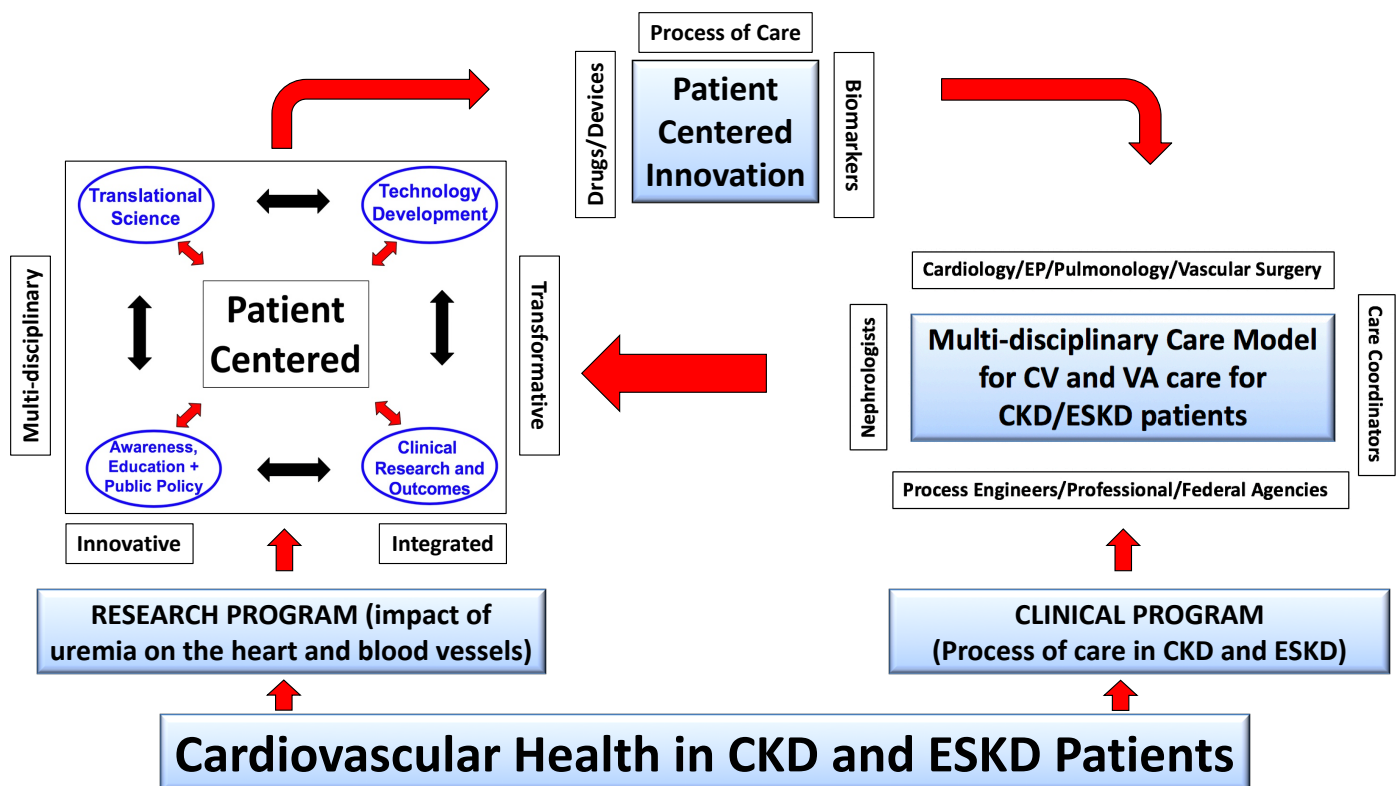 Process of Care
Drugs/Devices
Patient
Centered
Innovation
Biomarkers
Translational
Science
Technology
Development
Multi-disciplinary
Patient
Centered
Transformative
Awareness,
Education +
Public Policy
Clinical
Research and
Outcomes
Innovative
Integrated
Cardiology/EP/Pulmonology/Vascular Surgery
Nephrologists
Multi-disciplinary Care Model
for CV and VA care for
CKD/ESKD patients
Care Coordinators
Process Engineers/Professional/Federal Agencies
RESEARCH PROGRAM (impact of
uremia on the heart and blood vessels)
CLINICAL PROGRAM
(Process of care in CKD and ESKD)
Cardiovascular Health in CKD and ESKD Patients